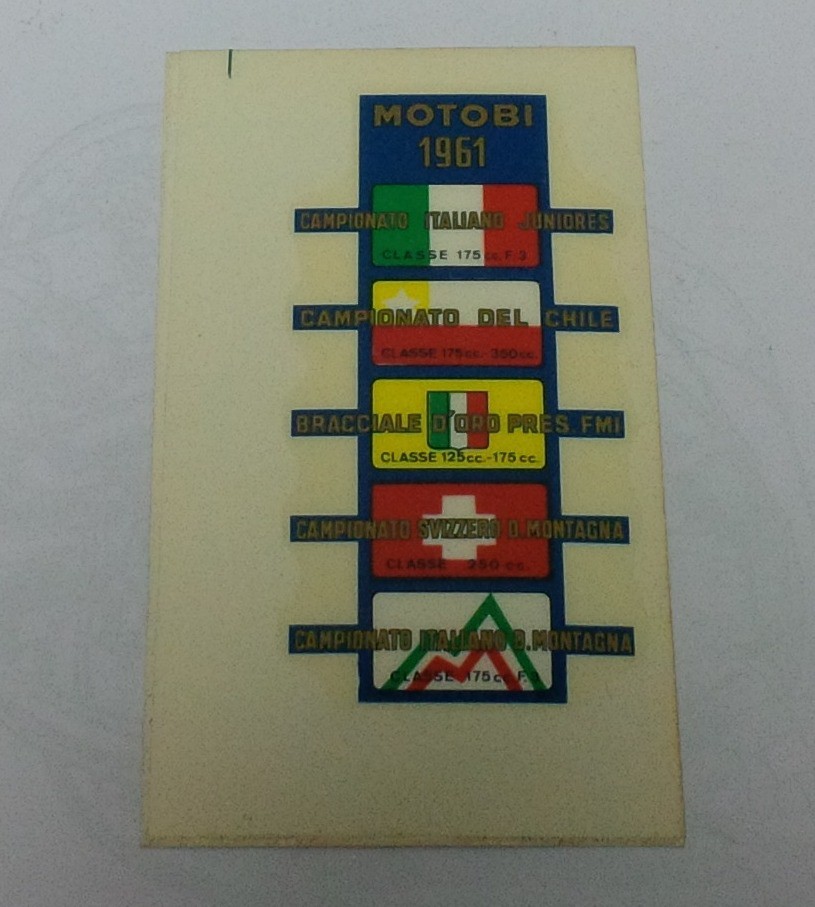 MOTOBI
1961
CAMPIONATO ITALIANO JUNIORES
CLASSE 175 cc. F.3
CAMPIONATO DEL CHILE
CLASSE 175cc.- 350cc.
BRACCIALE D'ORO PRES. FMI
CLASSE 125cc.-175 cc.
CAMPIONATO SVIZZERO D.MONTAGNA
CLASSE 250 cc.
CAMPIONATO ITALIANO D.MONTAGNA
CLASSE 175 cc. F.3